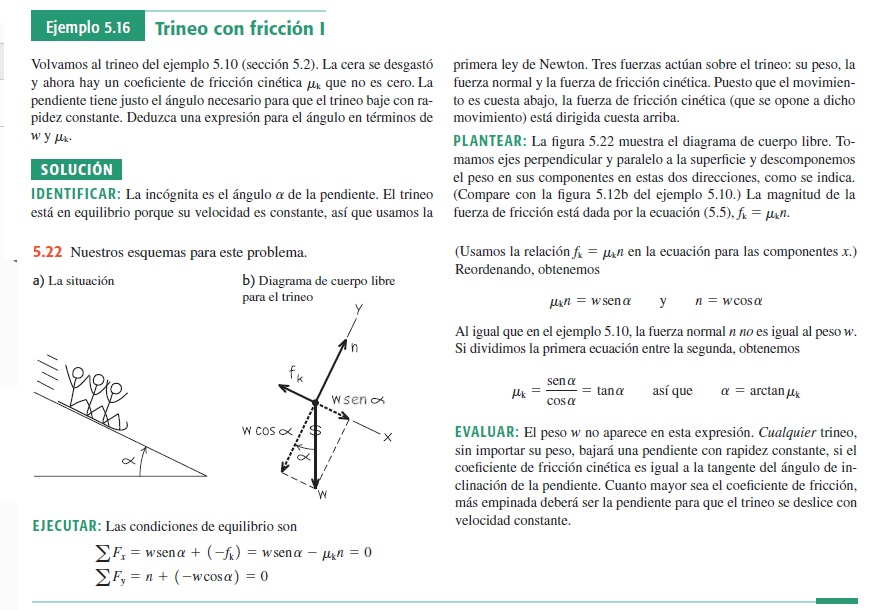 Ejemplo 5.16 Trineo con fricción I
Volvamos al trineo del ejemplo 5.10 (sección 5.2). La cera se desgastó
y ahora hay un coeficiente de fricción cinética μₖ que no es cero. La
pendiente tiene justo el ángulo necesario para que el trineo baje con ra-
pidez constante. Deduzca una expresión para el ángulo en términos de
w y μₖ.
SOLUCIÓN
IDENTIFICAR: La incógnita es el ángulo α de la pendiente. El trineo
está en equilibrio porque su velocidad es constante, así que usamos la
primera ley de Newton. Tres fuerzas actúan sobre el trineo: su peso, la
fuerza normal y la fuerza de fricción cinética. Puesto que el movimien-
to es cuesta abajo, la fuerza de fricción cinética (que se opone a dicho
movimiento) está dirigida cuesta arriba.
PLANTEAR: La figura 5.22 muestra el diagrama de cuerpo libre. To-
mamos ejes perpendicular y paralelo a la superficie y descomponemos
el peso en sus componentes en estas dos direcciones, como se indica.
(Compare con la figura 5.12b del ejemplo 5.10.) La magnitud de la
fuerza de fricción está dada por la ecuación (5.5), fₖ = μₖn.
5.22 Nuestros esquemas para este problema.
a) La situación
α
b) Diagrama de cuerpo libre
para el trineo
Y
n
fₖ
w sen α
w cos α
X
α
w
EJECUTAR: Las condiciones de equilibrio son
∑Fₓ = w sen α + (−fₖ) = w sen α − μₖn = 0
∑Fᵧ = n + (−w cos α) = 0
(Usamos la relación fₖ = μₖn en la ecuación para las componentes x.)
Reordenando, obtenemos
μₖn = w sen α y n = w cos α
Al igual que en el ejemplo 5.10, la fuerza normal n no es igual al peso w.
Si dividimos la primera ecuación entre la segunda, obtenemos
μₖ = sen α / cos α = tan α así que α = arctan μₖ
EVALUAR: El peso w no aparece en esta expresión. Cualquier trineo,
sin importar su peso, bajará una pendiente con rapidez constante, si el
coeficiente de fricción cinética es igual a la tangente del ángulo de in-
clinación de la pendiente. Cuanto mayor sea el coeficiente de fricción,
más empinada deberá ser la pendiente para que el trineo se deslice con
velocidad constante.